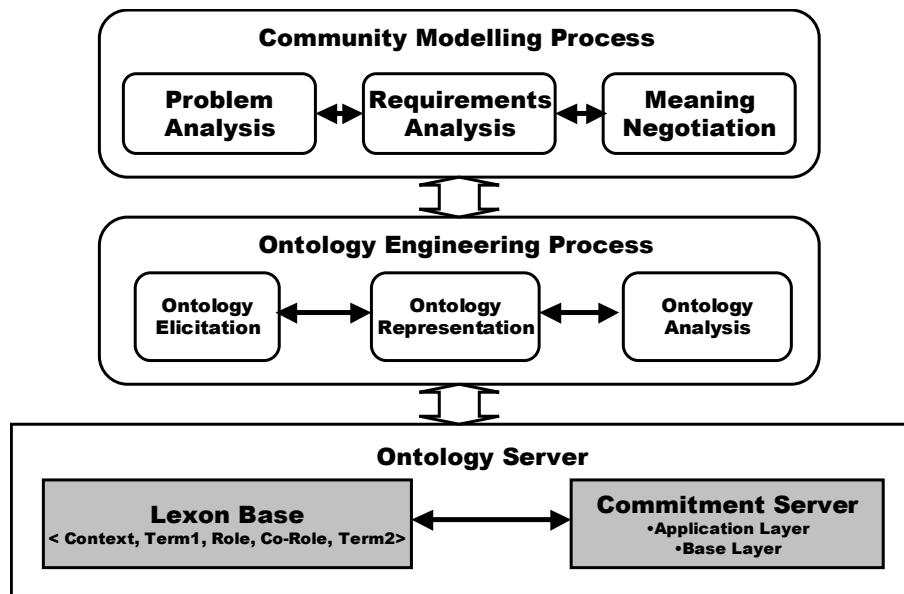 Community Modelling Process
Problem
Analysis
Requirements
Analysis
Meaning
Negotiation
Ontology Engineering Process
Ontology
Elicitation
Ontology
Representation
Ontology
Analysis
Ontology Server
Lexon Base
< Context, Term1, Role, Co-Role, Term2>
Commitment Server
•Application Layer
•Base Layer